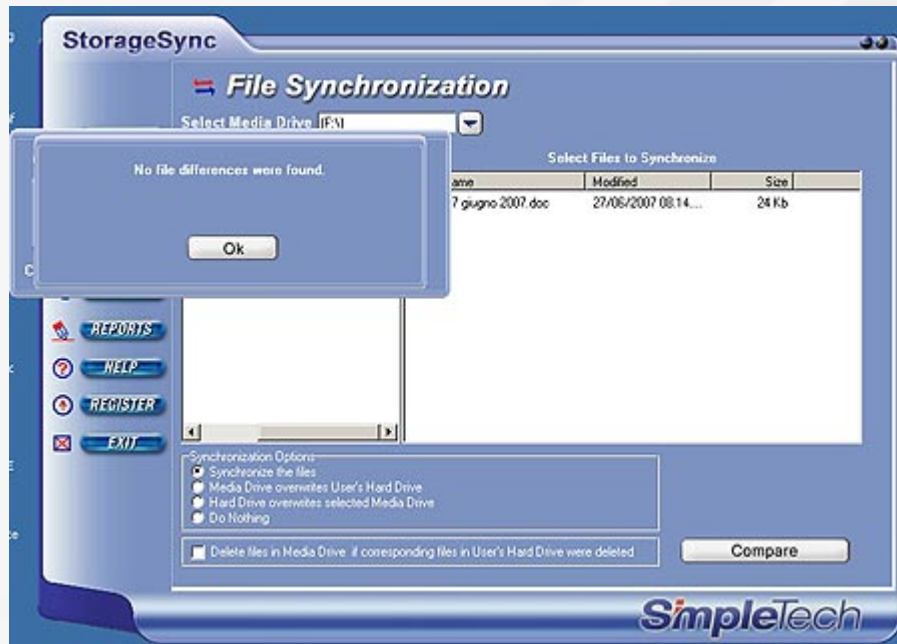 StorageSync
File Synchronization
Select Media Drive [F:\]
No file differences were found.
Ok
Select Files to Synchronize
ame Modified Size
7 giugno 2007.doc 27/06/2007 08.14.... 24 Kb
C
REPORTS
HELP
REGISTER
EXIT
Synchronization Options
Synchronize the files
Media Drive overwrites User's Hard Drive
Hard Drive overwrites selected Media Drive
Do Nothing
Delete files in Media Drive if corresponding files in User's Hard Drive were deleted
Compare
SimpleTech